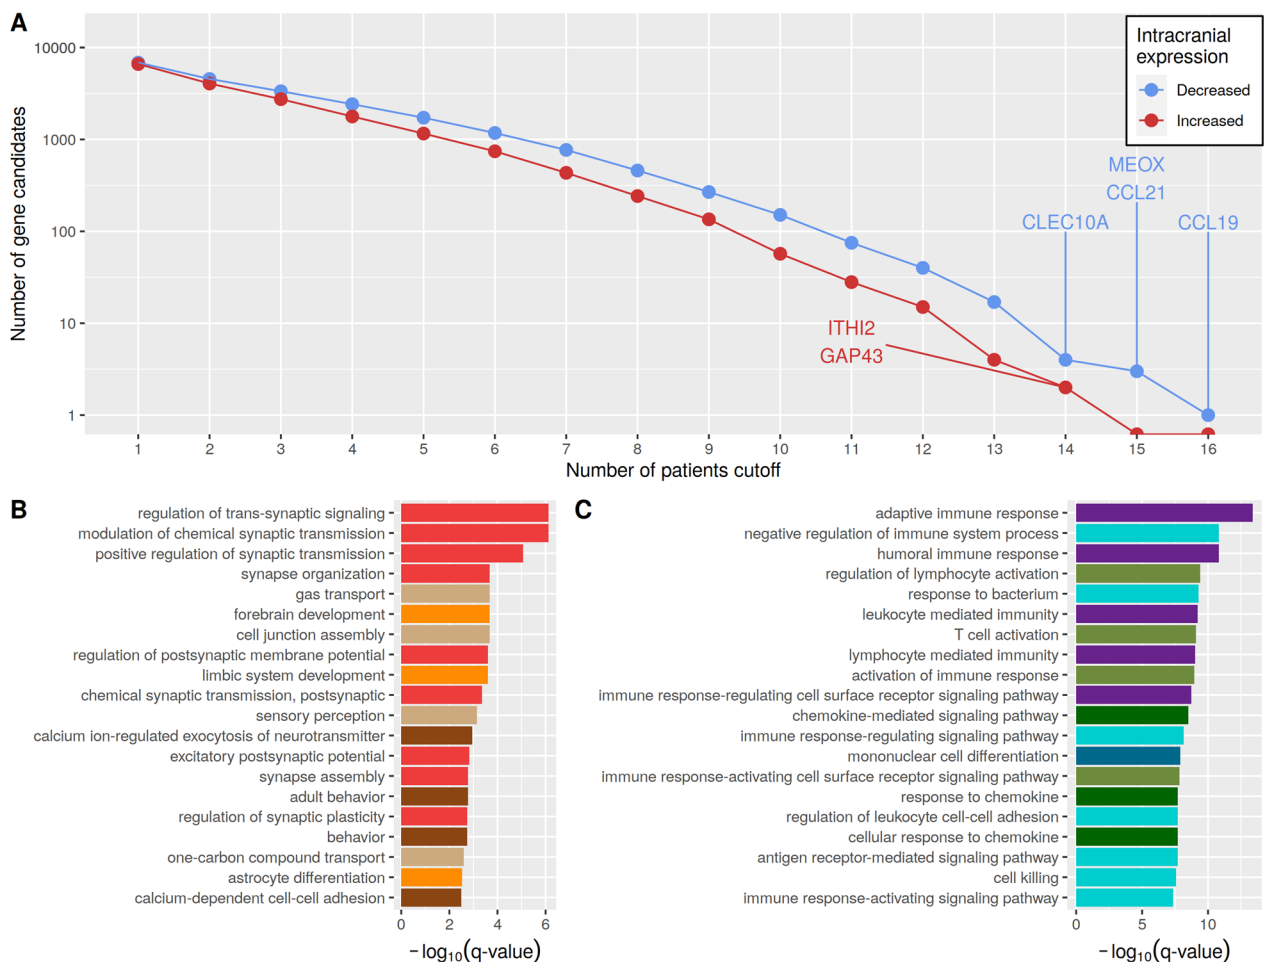 A
Intracranial
expression
Decreased
Increased
10000
1000
100
10
1
Number of gene candidates
MEOX
CCL21
CLEC10A
CCL19
ITHI2
GAP43
1 2 3 4 5 6 7 8 9 10 11 12 13 14 15 16
Number of patients cutoff
B
regulation of trans-synaptic signaling
modulation of chemical synaptic transmission
positive regulation of synaptic transmission
synapse organization
gas transport
forebrain development
cell junction assembly
regulation of postsynaptic membrane potential
limbic system development
chemical synaptic transmission, postsynaptic
sensory perception
calcium ion-regulated exocytosis of neurotransmitter
excitatory postsynaptic potential
synapse assembly
adult behavior
regulation of synaptic plasticity
behavior
one-carbon compound transport
astrocyte differentiation
calcium-dependent cell-cell adhesion
0 2 4 6
−log₁₀(q-value)
C
adaptive immune response
negative regulation of immune system process
humoral immune response
regulation of lymphocyte activation
response to bacterium
leukocyte mediated immunity
T cell activation
lymphocyte mediated immunity
activation of immune response
immune response-regulating cell surface receptor signaling pathway
chemokine-mediated signaling pathway
immune response-regulating signaling pathway
mononuclear cell differentiation
immune response-activating cell surface receptor signaling pathway
response to chemokine
regulation of leukocyte cell-cell adhesion
cellular response to chemokine
antigen receptor-mediated signaling pathway
cell killing
immune response-activating signaling pathway
0 5 10
−log₁₀(q-value)